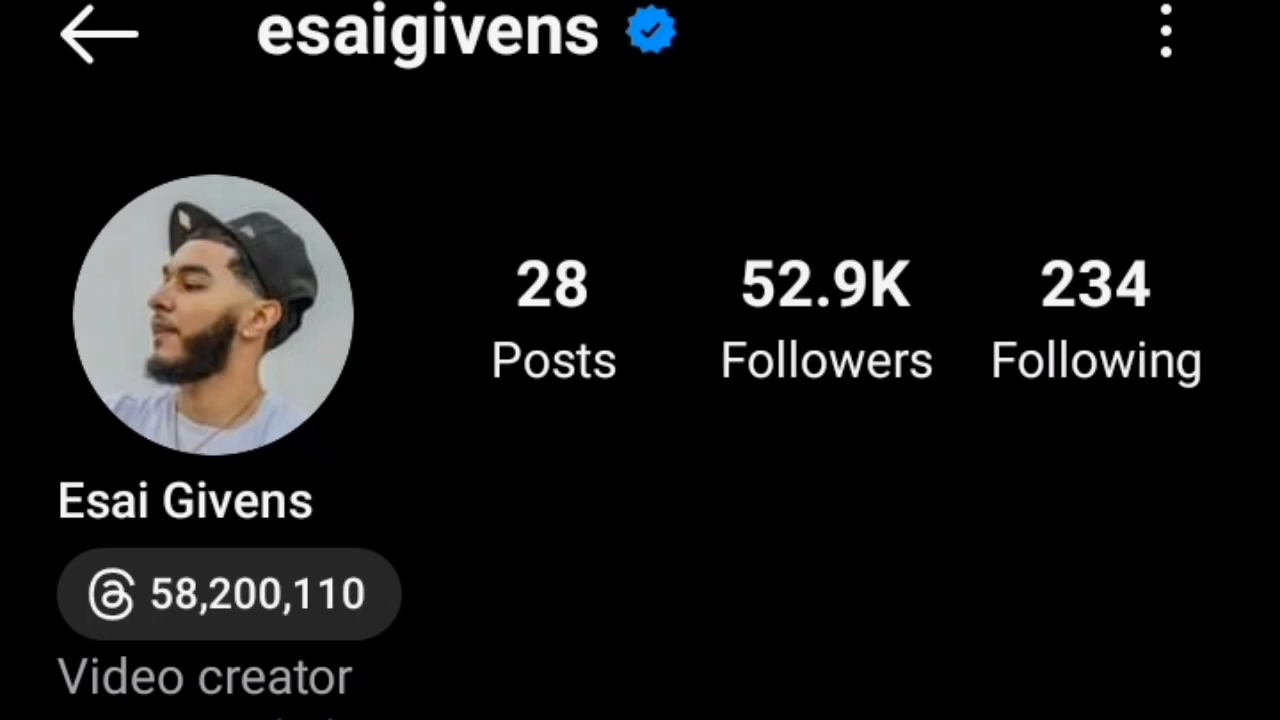 esaigivens
28 52.9K 234
Posts Followers Following
Esai Givens
58,200,110
Video creator